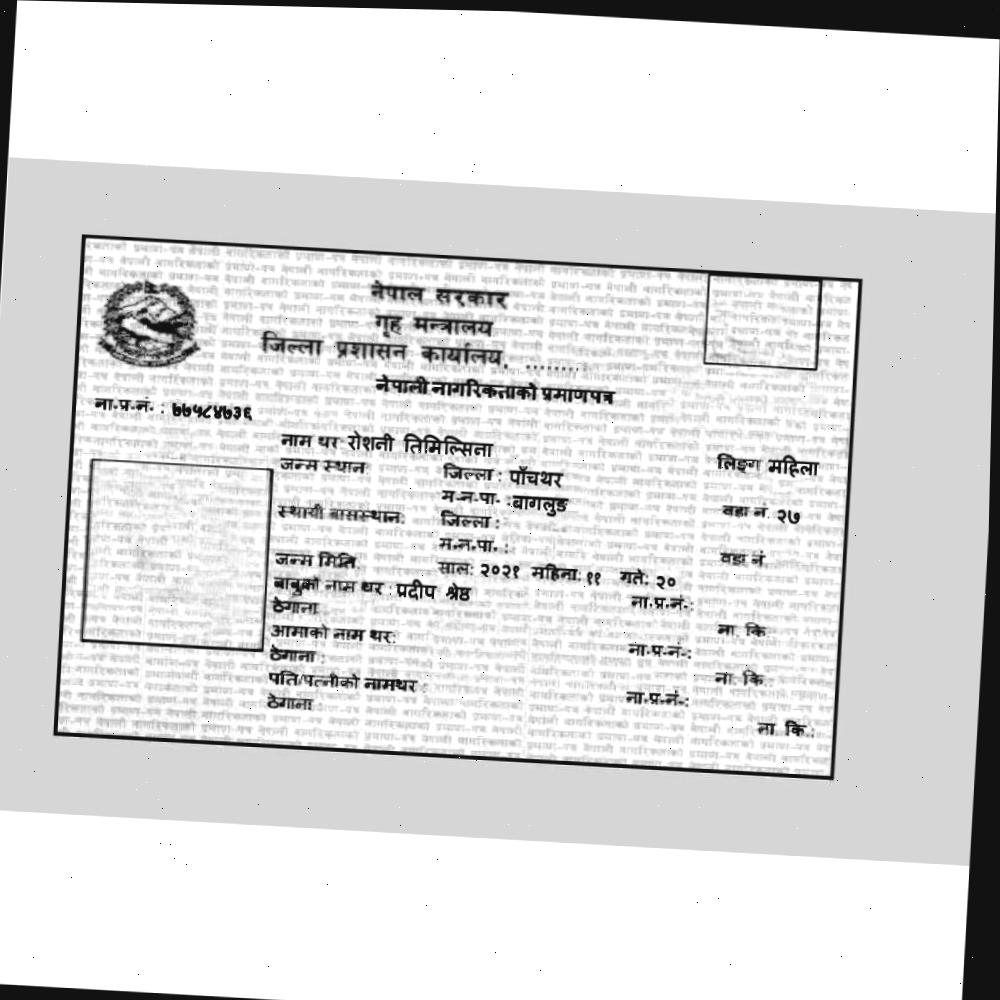 नेपाल सरकार
गृह मन्त्रालय
जिल्ला प्रशासन कार्यालय, .........
नेपाली नागरिकताको प्रमाणपत्र
ना.प्र.नं. : ७७५८४७३६
नाम थर: रोशनी तिमिल्सिना लिङ्ग महिला
जन्म स्थान: जिल्ला : पाँचथर
म.न.पा. :बागलुङ वडा नं. २७
स्थायी बासस्थान: जिल्ला :
म.न.पा. : वडा नं
जन्म मिति साल: २०२१ महिना: ११ गते: २०
बाबुको नाम थर : प्रदीप श्रेष्ठ ना.प्र.नं.:
ठेगाना ना. कि
आमाको नाम थर: ना.प्र.नं.:
ठेगाना : ना. कि.:
पति/पत्नीको नामथर : ना.प्र.नं.:
ठेगाना ना. कि.: